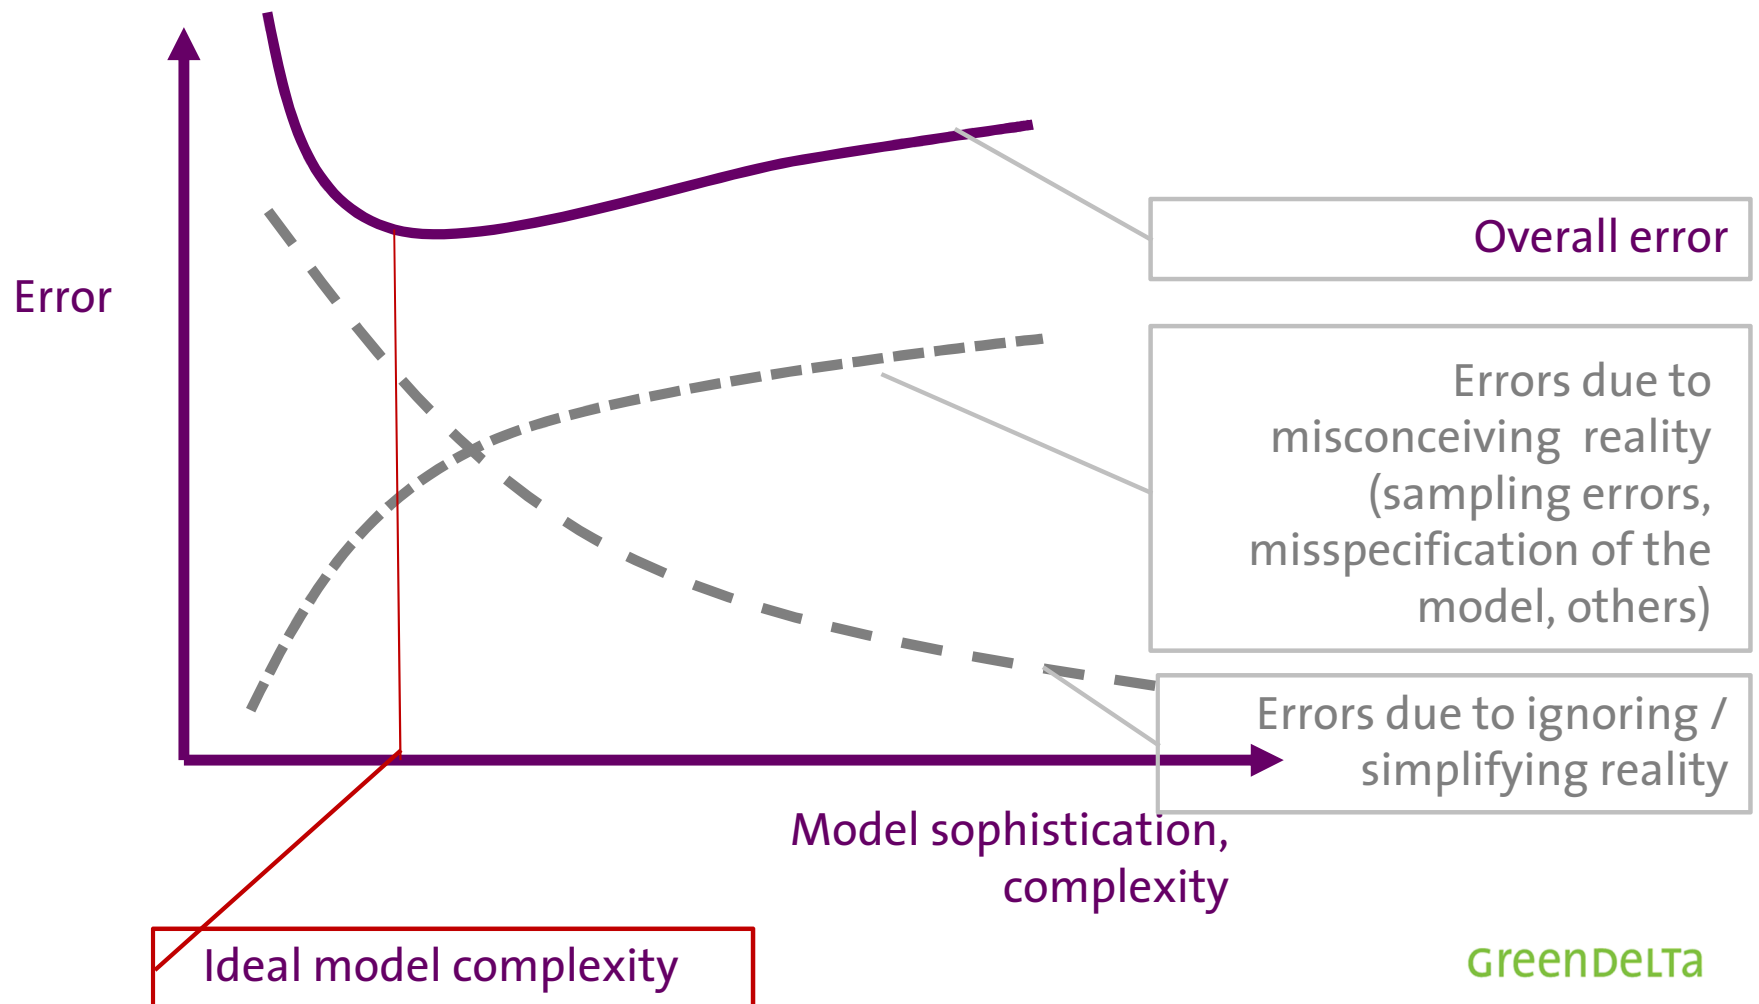 Error
Overall error
Errors due to
misconceiving reality
(sampling errors,
misspecification of the
model, others)
Errors due to ignoring /
simplifying reality
Model sophistication,
complexity
Ideal model complexity
GreenDeLTa